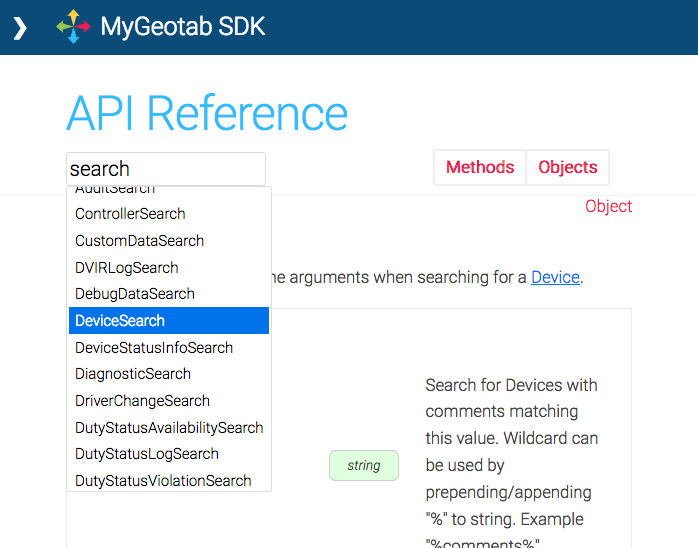 MyGeotab SDK
API Reference
search
Methods
Objects
AuditSearch
Object
ControllerSearch
CustomDataSearch
DVIRLogSearch
he arguments when searching for a Device.
DebugDataSearch
DeviceSearch
DeviceStatusInfoSearch
DiagnosticSearch
DriverChangeSearch
DutyStatusAvailabilitySearch
DutyStatusLogSearch
DutyStatusViolationSearch
string
Search for Devices with
comments matching
this value. Wildcard can
be used by
prepending/appending
"%" to string. Example
"%comments%"